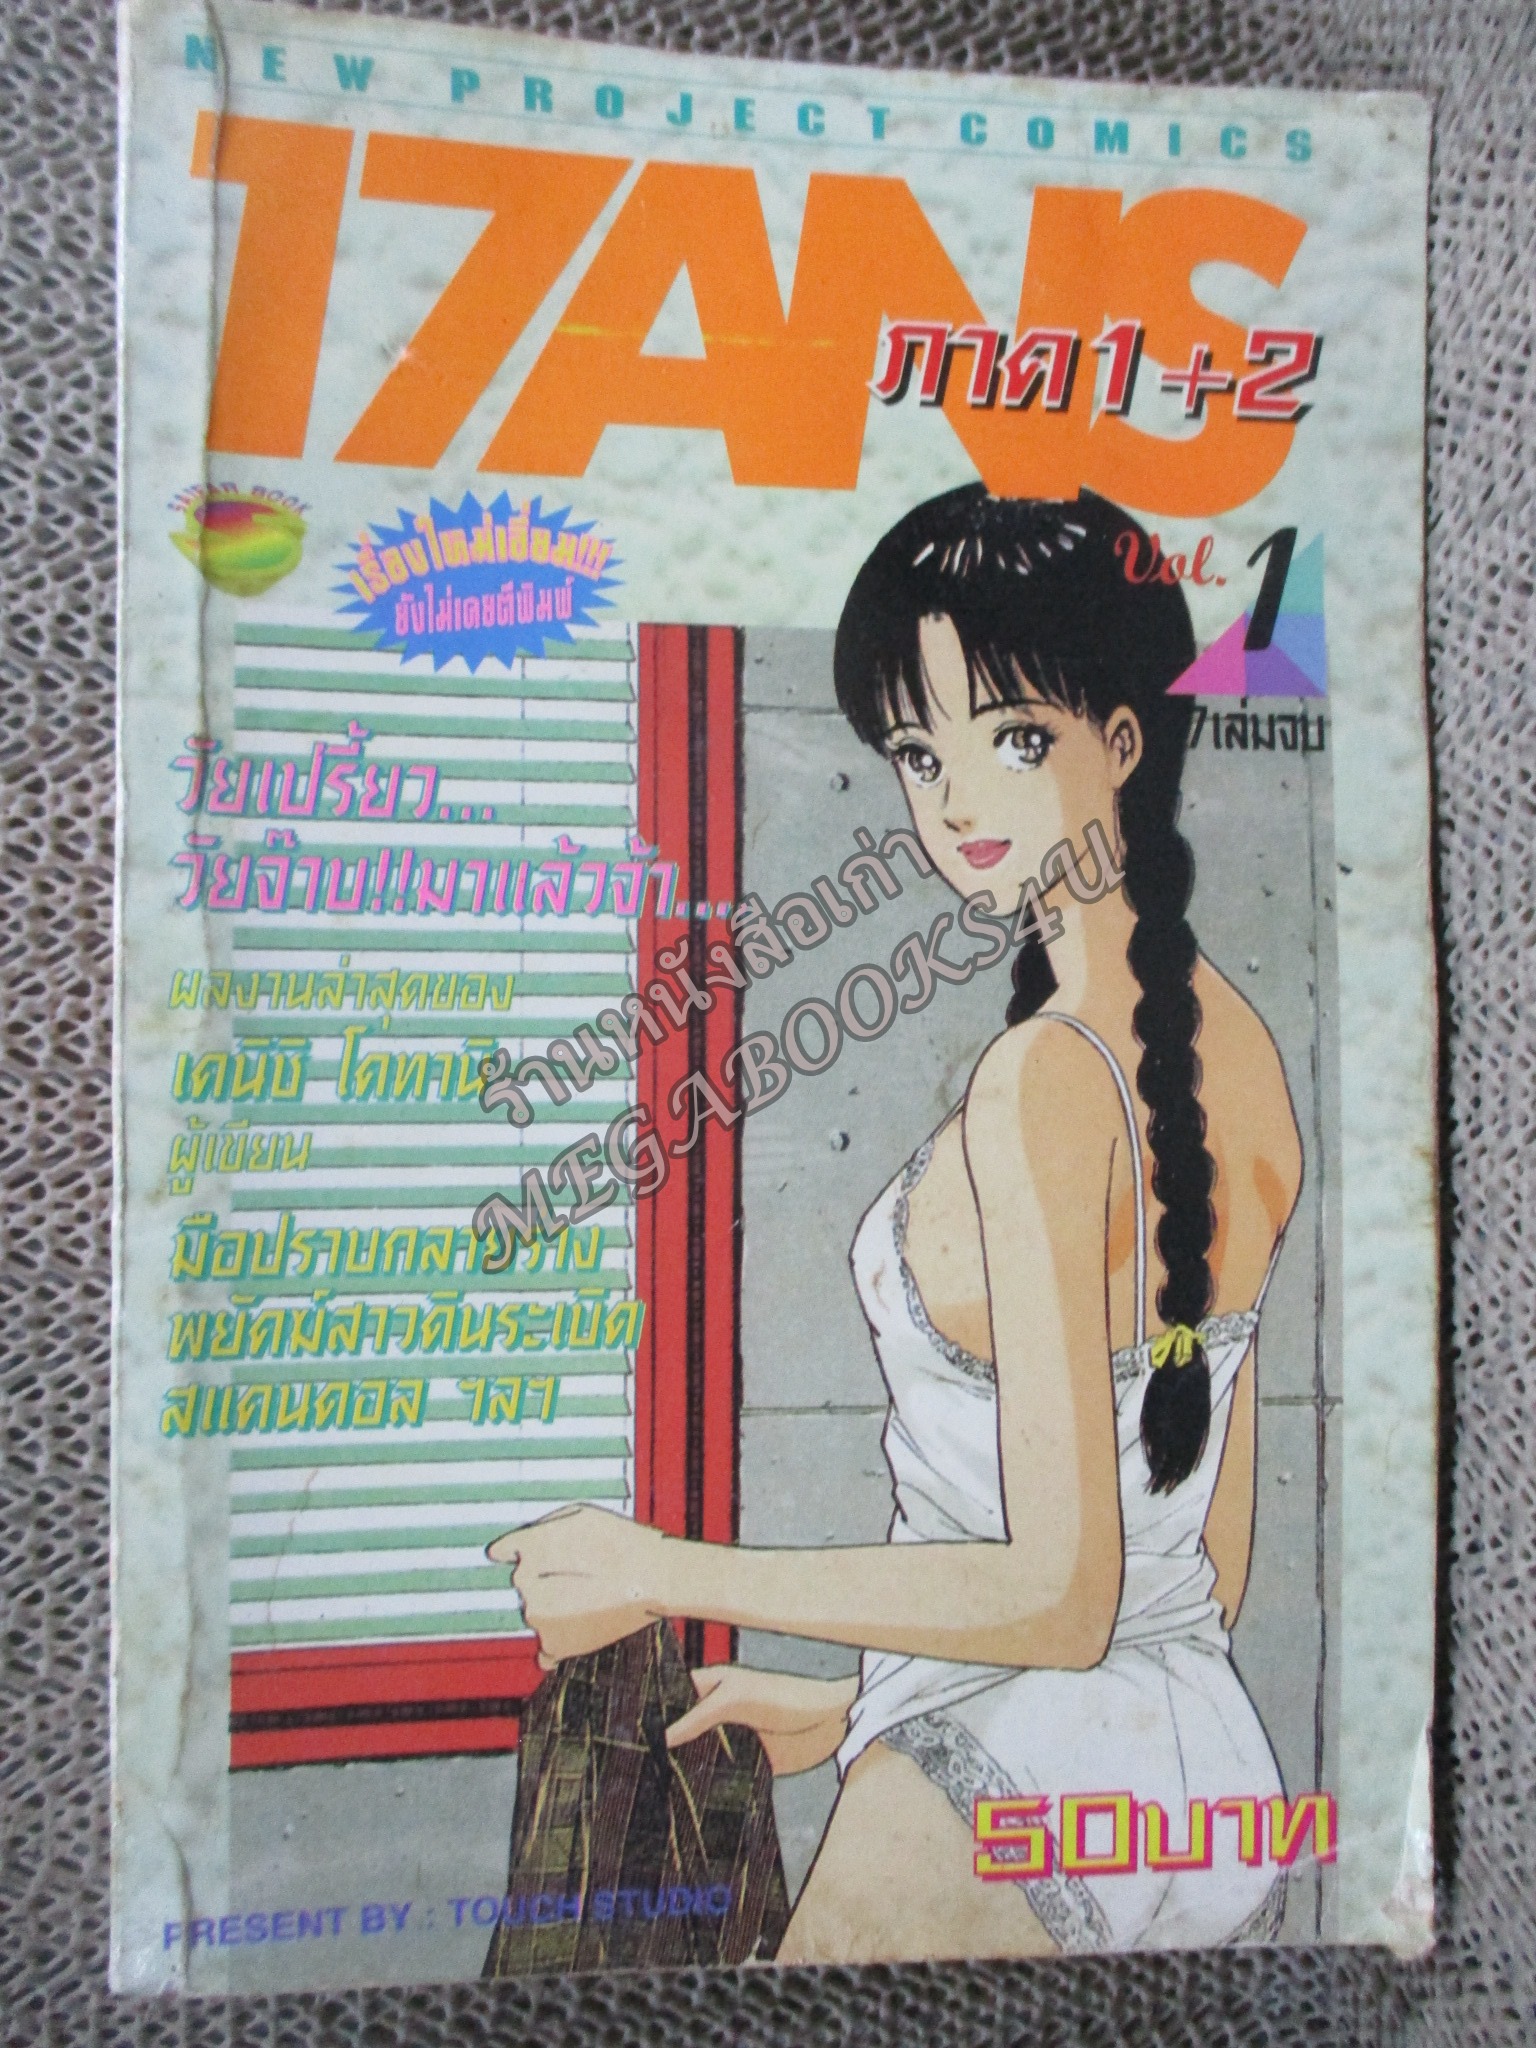 NEW PROJECT COMICS
17ANS
ภาค 1+2
SAIPAN BOOK
เรื่องใหม่เอี่ยม!!!
ยังไม่เคยตีพิมพ์
Vol. 1
7เล่มจบ
วัยเปรี้ยว...
วัยจ๊าบ!!มาแล้วจ้า...
ผลงานล่าสุดของ
เคนิชิ โคทานิ
ผู้เขียน
มือปราบกลายร่าง
พยัคฆ์สาวดินระเบิด
สแคนดอล ฯลฯ
ร้านหนังสือเก่า
MEGABOOKS4U
50บาท
PRESENT BY : TOUCH STUDIO